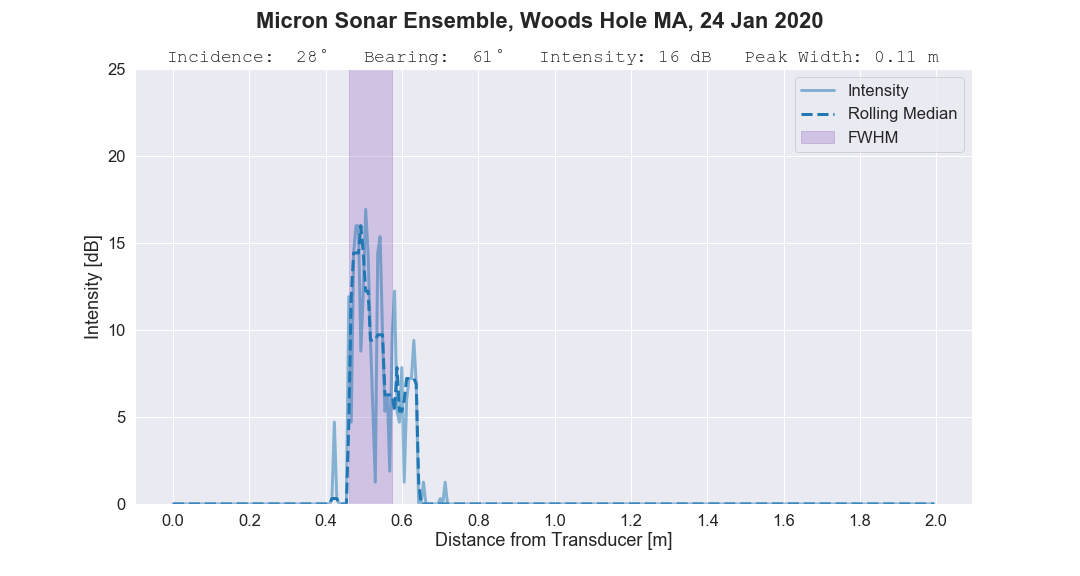 Micron Sonar Ensemble, Woods Hole MA, 24 Jan 2020
Incidence:  28°   Bearing:  61°   Intensity: 16 dB   Peak Width: 0.11 m
25
20
15
10
5
0
Intensity [dB]
Intensity
Rolling Median
FWHM
0.0 0.2 0.4 0.6 0.8 1.0 1.2 1.4 1.6 1.8 2.0
Distance from Transducer [m]